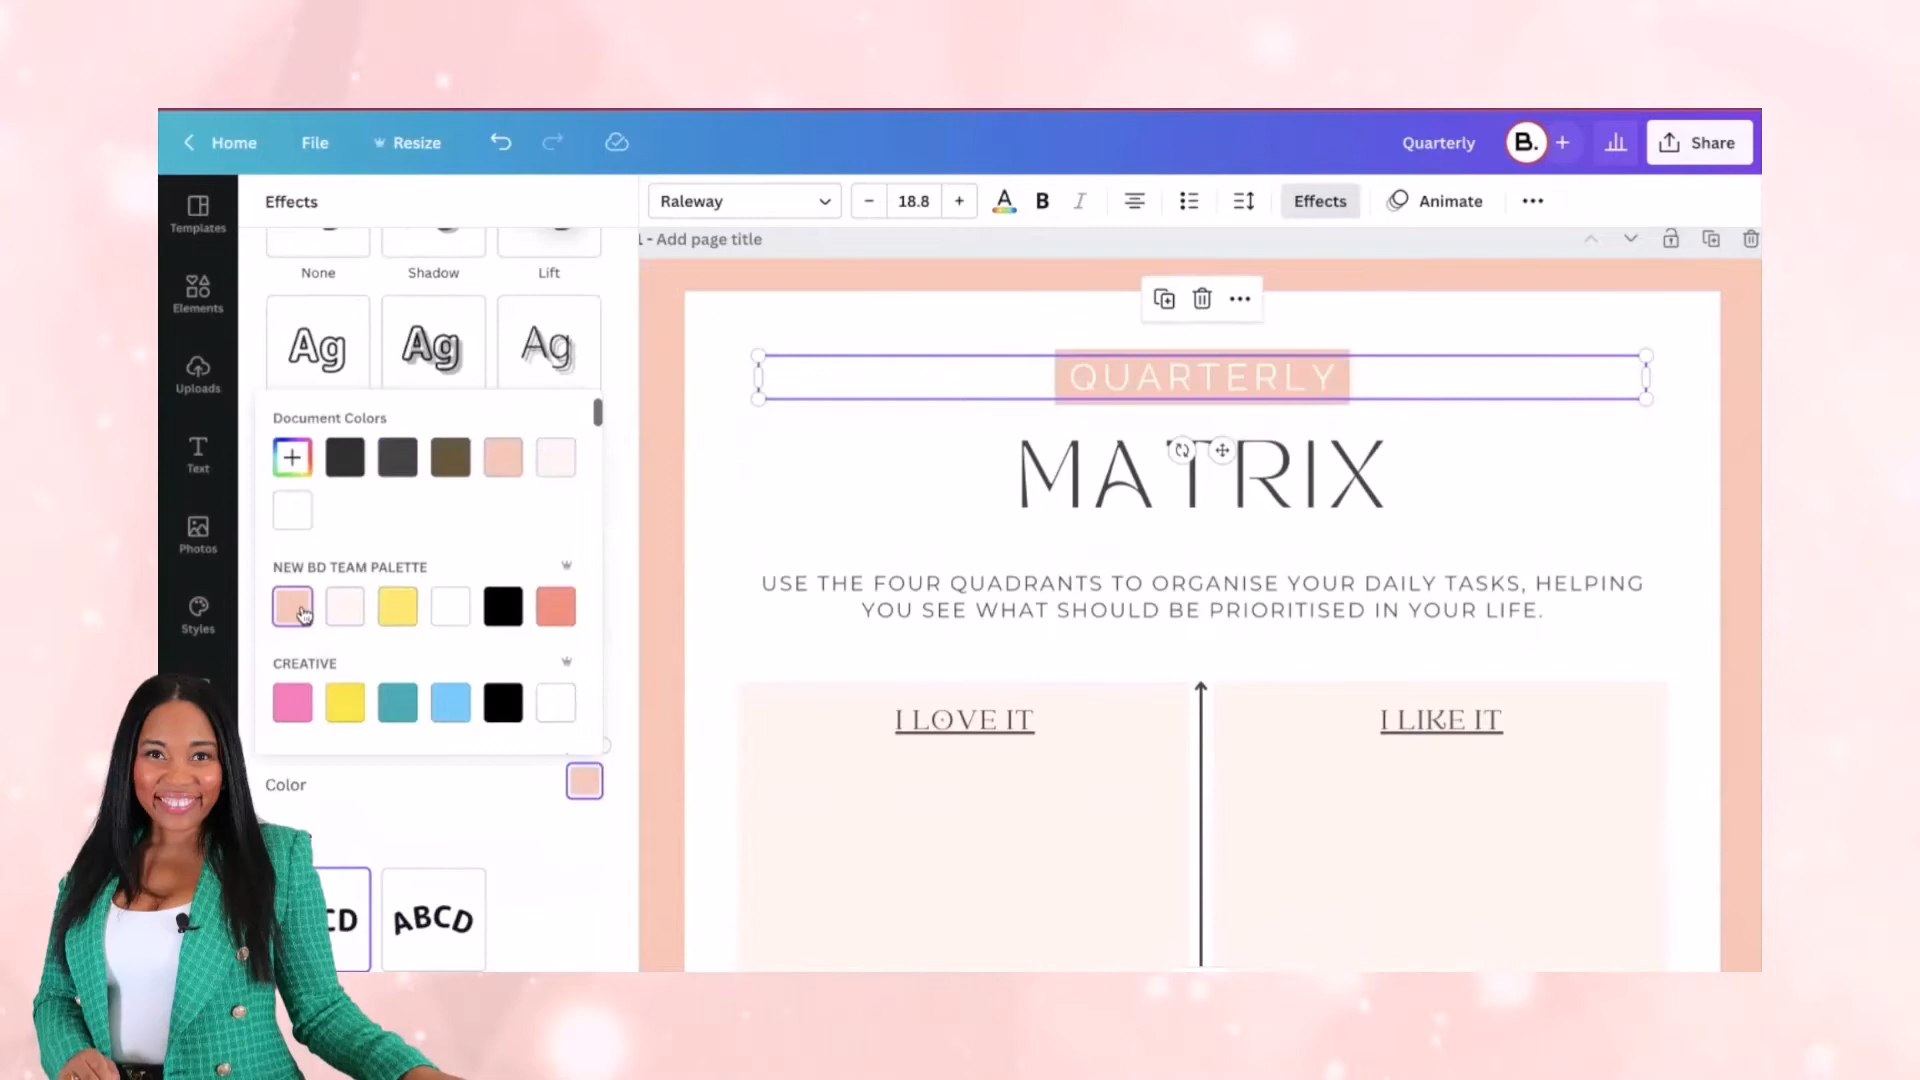 Home File Resize Quarterly B. Share
Effects Raleway 18.8 A B I Effects Animate
- Add page title
Templates
Elements
Uploads
Text
Photos
Styles
None Shadow Lift
Ag Ag Ag
Document Colors
NEW BD TEAM PALETTE
CREATIVE
Color
CD ABCD
QUARTERLY
MATRIX
USE THE FOUR QUADRANTS TO ORGANISE YOUR DAILY TASKS, HELPING
YOU SEE WHAT SHOULD BE PRIORITISED IN YOUR LIFE.
I LOVE IT I LIKE IT